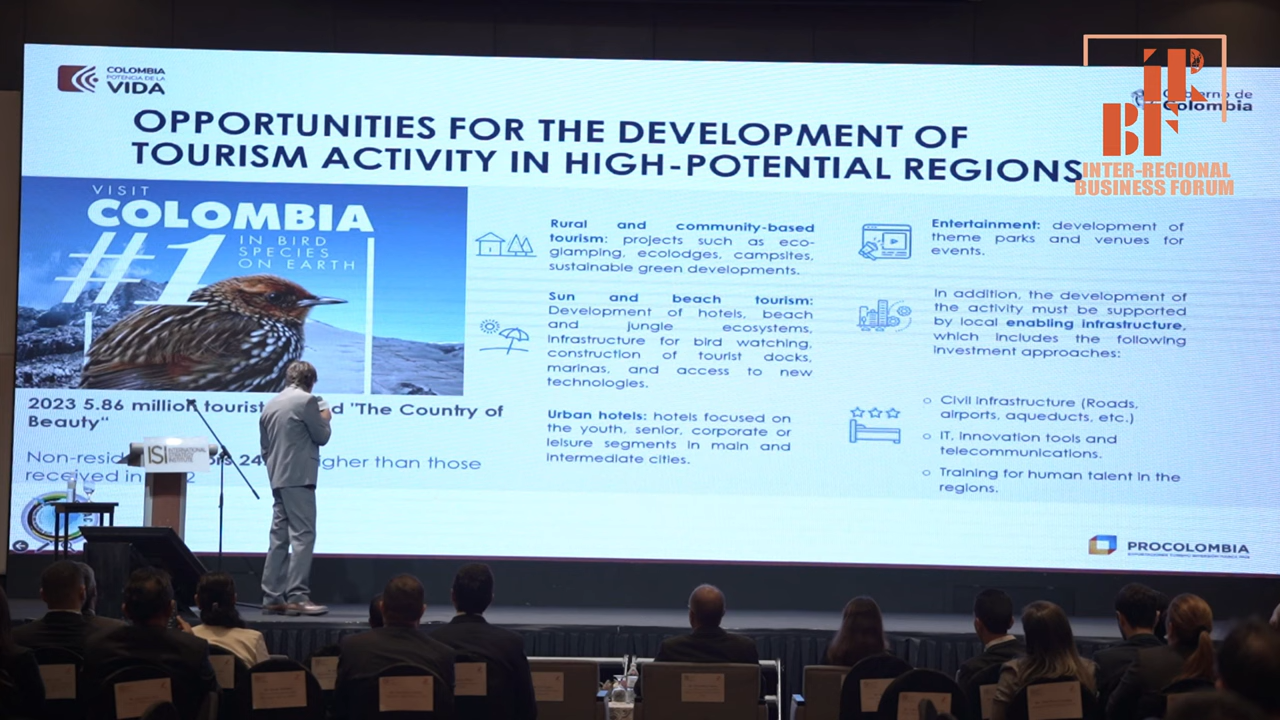 COLOMBIA
POTENCIA DE LA
VIDA
OPPORTUNITIES FOR THE DEVELOPMENT OF
TOURISM ACTIVITY IN HIGH-POTENTIAL REGIONS
Colombia
BIRF
INTER-REGIONAL
BUSINESS FORUM
VISIT
COLOMBIA
#1 IN BIRD
SPECIES
ON EARTH
2023 5.86 million "The Country of
Beauty"
than those
Rural and community-based
tourism: projects such as eco-
glamping, ecolodges, campsites,
sustainable green developments.
Sun and beach tourism:
Development of hotels, beach
and jungle ecosystems,
infrastructure for bird watching,
construction of tourist docks,
marinas, and access to new
technologies.
Urban hotels: hotels focused on
the youth, senior, corporate or
leisure segments in main and
intermediate cities.
Entertainment: development of
theme parks and venues for
events.
In addition, the development of
the activity must be supported
by local enabling infrastructure,
which includes the following
investment approaches:
Civil infrastructure (Roads,
airports, aqueducts, etc.)
IT, innovation tools and
telecommunications.
Training for human talent in the
regions.
ISI INTERNATIONAL
PROCOLOMBIA